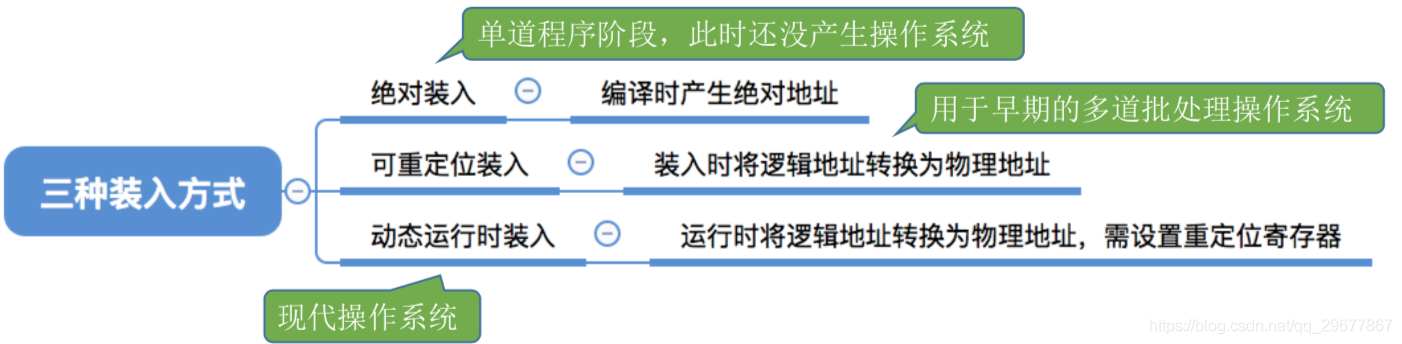 单道程序阶段，此时还没产生操作系统
绝对装入
编译时产生绝对地址
用于早期的多道批处理操作系统
三种装入方式
可重定位装入
装入时将逻辑地址转换为物理地址
动态运行时装入
运行时将逻辑地址转换为物理地址，需设置重定位寄存器
现代操作系统
https://blog.csdn.net/qq_29677867